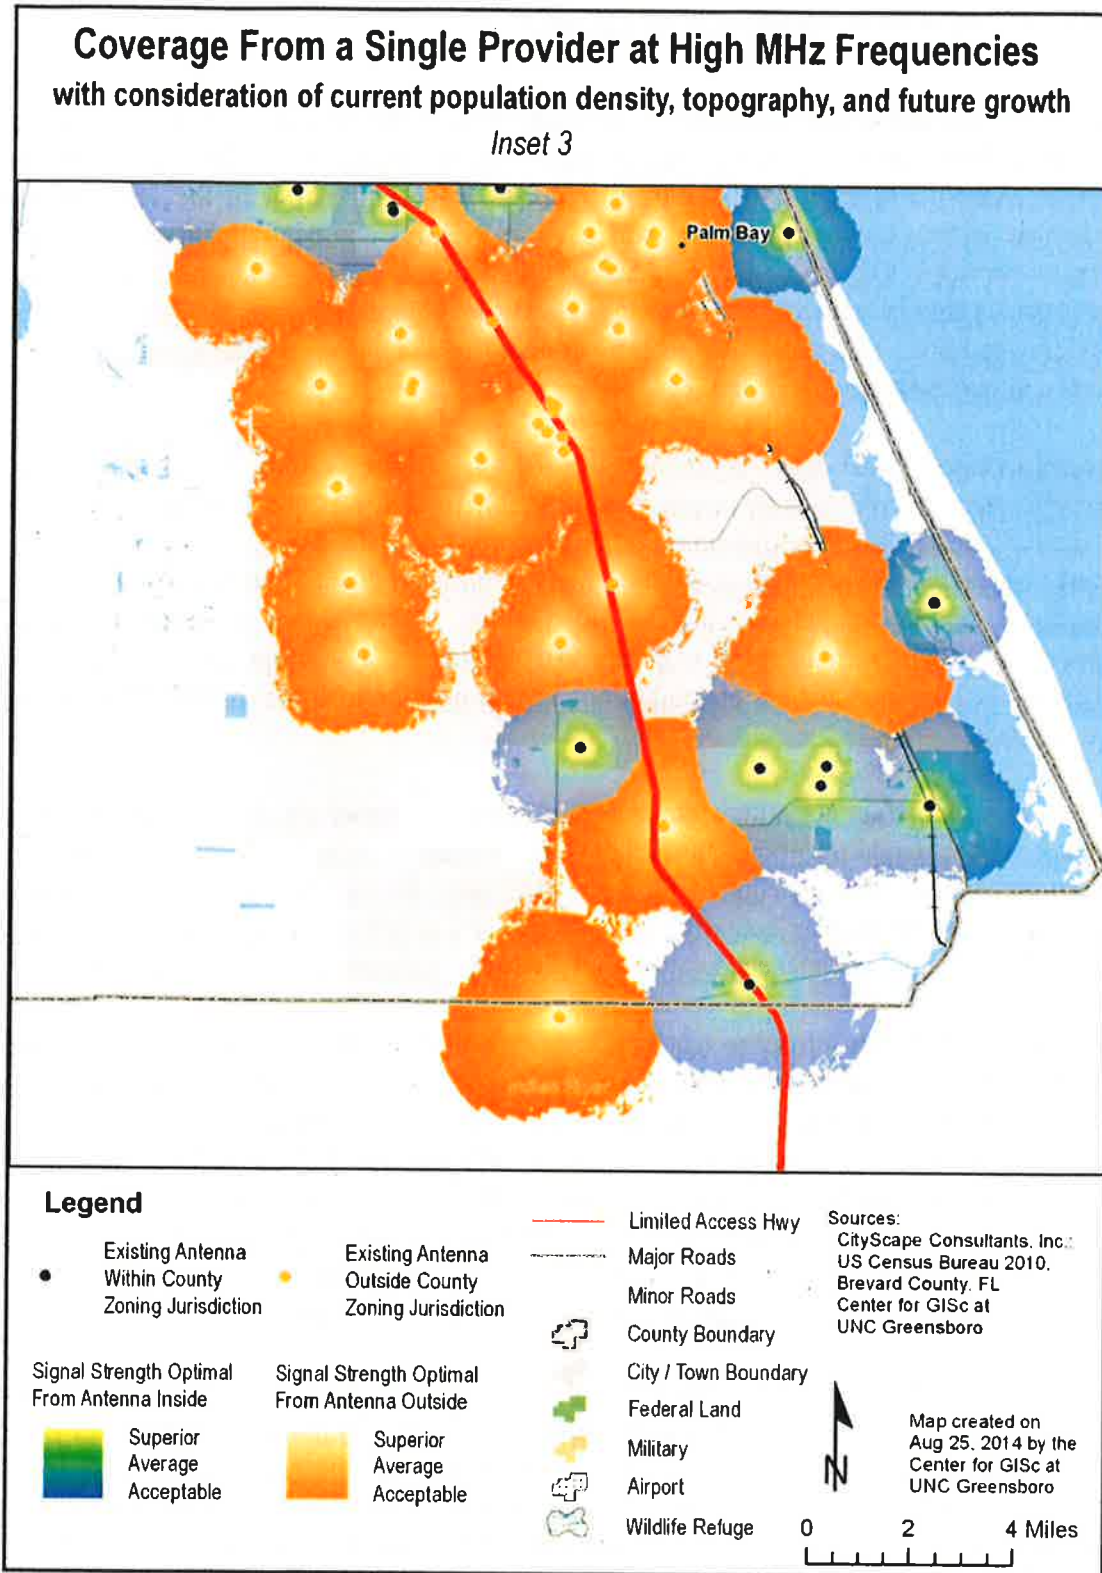 Coverage From a Single Provider at High MHz Frequencies
with consideration of current population density, topography, and future growth
Inset 3
Palm Bay
Indian River
Legend
Existing Antenna
Within County
Zoning Jurisdiction
Existing Antenna
Outside County
Zoning Jurisdiction
Signal Strength Optimal
From Antenna Inside
Superior
Average
Acceptable
Signal Strength Optimal
From Antenna Outside
Superior
Average
Acceptable
Limited Access Hwy
Major Roads
Minor Roads
County Boundary
City / Town Boundary
Federal Land
Military
Airport
Wildlife Refuge
Sources:
CityScape Consultants, Inc.:
US Census Bureau 2010,
Brevard County, FL
Center for GISc at
UNC Greensboro
N
Map created on
Aug 25, 2014 by the
Center for GISc at
UNC Greensboro
0 2 4 Miles